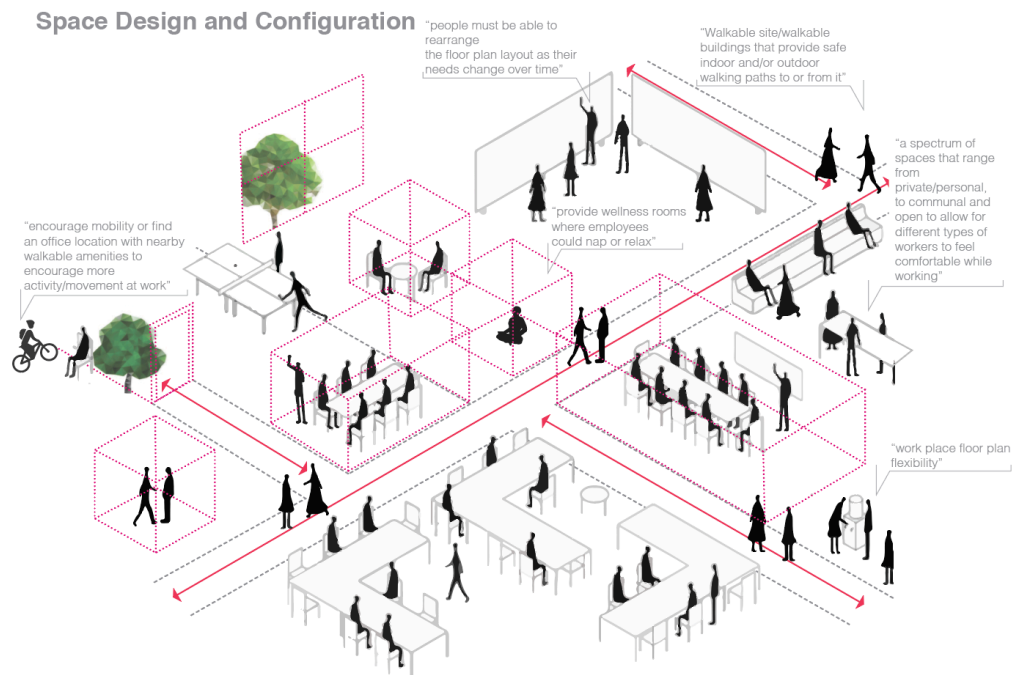 Space Design and Configuration
“people must be able to
rearrange
the floor plan layout as their
needs change over time”
“Walkable site/walkable
buildings that provide safe
indoor and/or outdoor
walking paths to or from it”
“a spectrum of
spaces that range
from
private/personal,
to communal and
open to allow for
different types of
workers to feel
comfortable while
working”
“provide wellness rooms
where employees
could nap or relax”
“encourage mobility or find
an office location with nearby
walkable amenities to
encourage more
activity/movement at work”
“work place floor plan
flexibility”